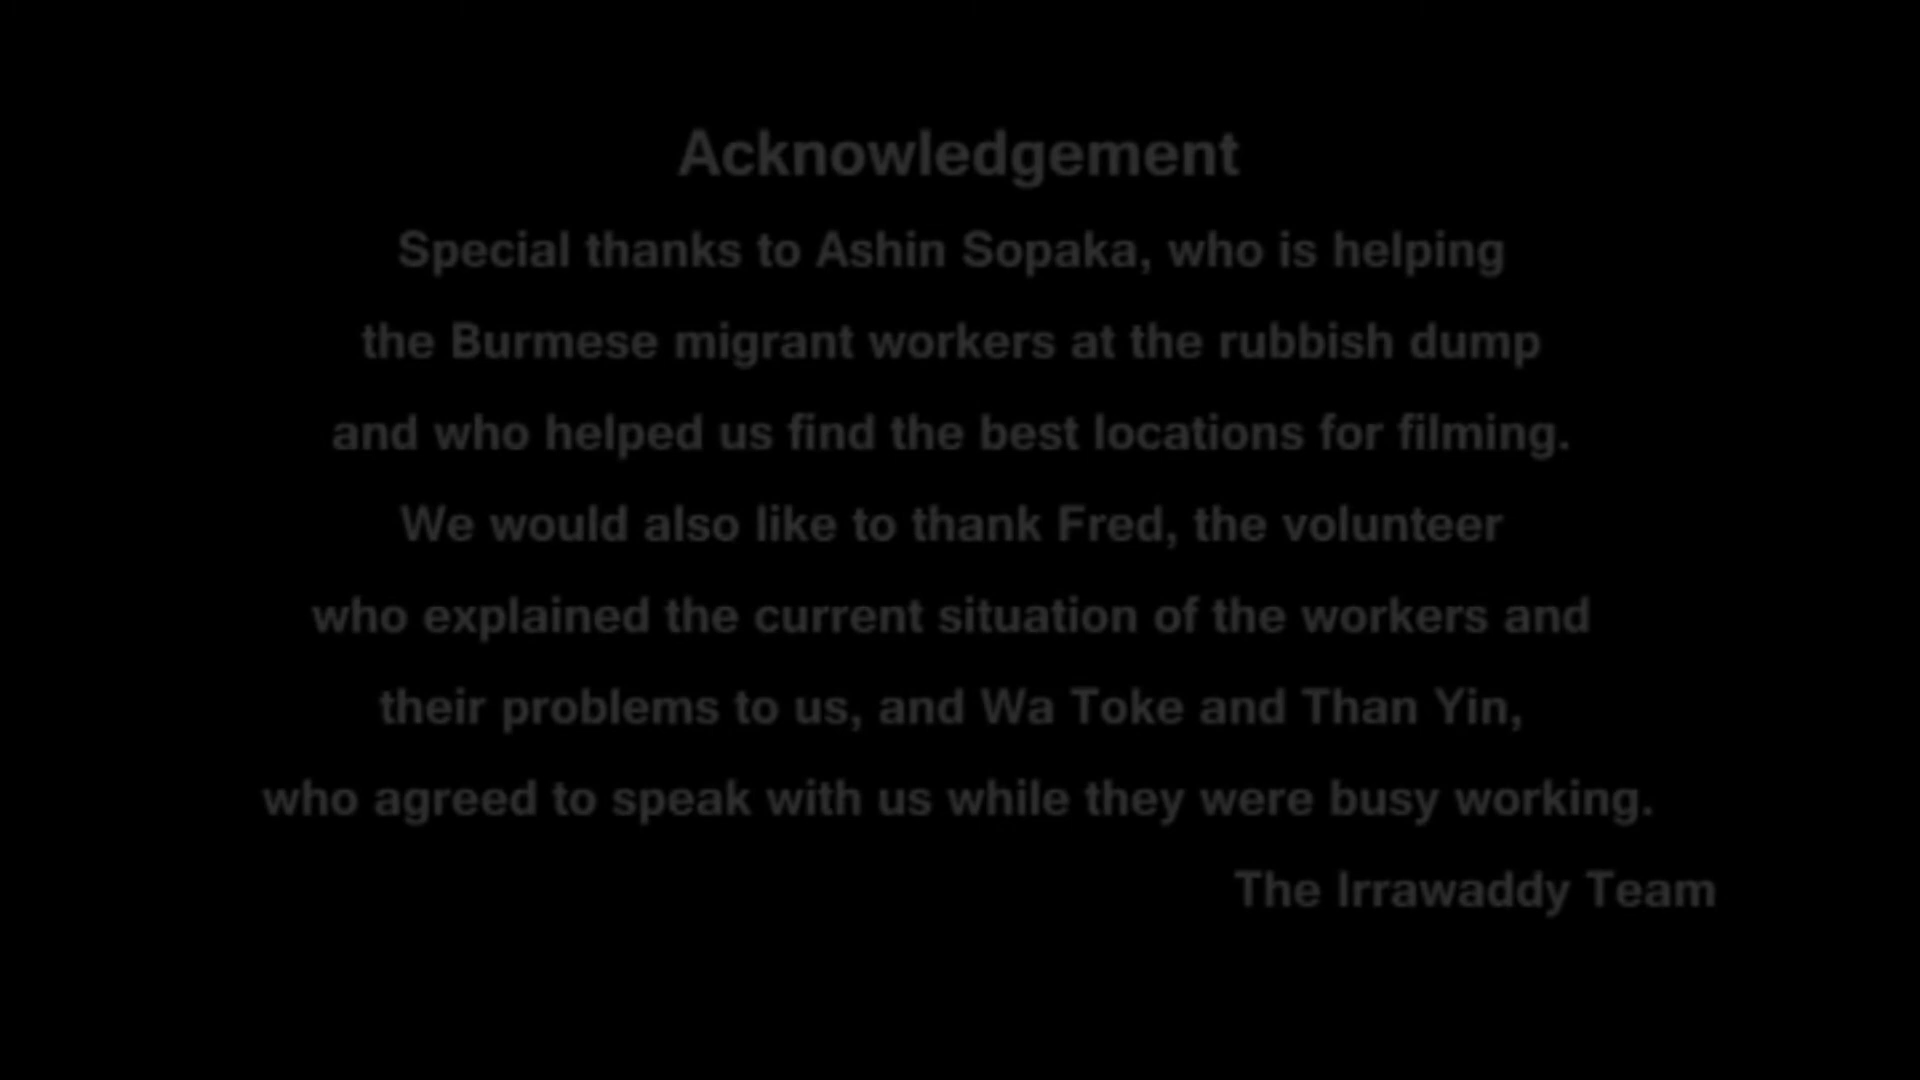 Acknowledgement
Special thanks to Ashin Sopaka, who is helping
the Burmese migrant workers at the rubbish dump
and who helped us find the best locations for filming.
We would also like to thank Fred, the volunteer
who explained the current situation of the workers and
their problems to us, and Wa Toke and Than Yin,
who agreed to speak with us while they were busy working.
The Irrawaddy Team